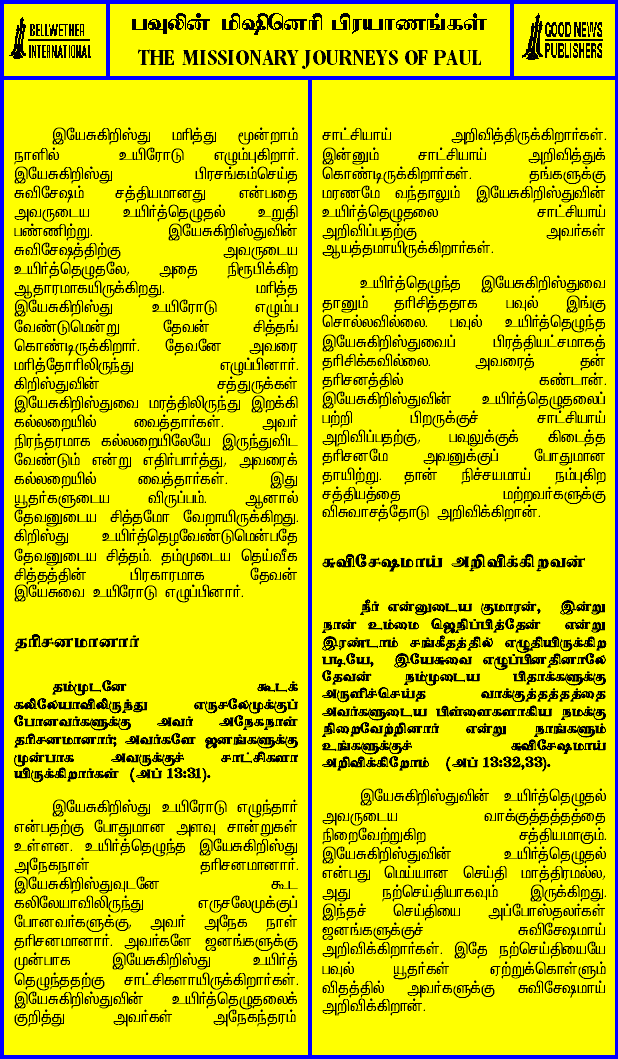 BELLWETHER
INTERNATIONAL
பவுலின் மிஷினெரி பிரயாணங்கள்
THE MISSIONARY JOURNEYS OF PAUL
GOOD NEWS
PUBLISHERS
இயேசுகிறிஸ்து மரித்து மூன்றாம்
நாளில் உயிரோடு எழும்புகிறார்.
இயேசுகிறிஸ்து பிரசங்கம்செய்த
சுவிசேஷம் சத்தியமானது என்பதை
அவருடைய உயிர்த்தெழுதல் உறுதி
பண்ணிற்று. இயேசுகிறிஸ்துவின்
சுவிசேஷத்திற்கு அவருடைய
உயிர்த்தெழுதலே, அதை நிரூபிக்கிற
ஆதாரமாகயிருக்கிறது. மரித்த
இயேசுகிறிஸ்து உயிரோடு எழும்ப
வேண்டுமென்று தேவன் சித்தங்
கொண்டிருக்கிறார். தேவனே அவரை
மரித்தோரிலிருந்து எழுப்பினார்.
கிறிஸ்துவின் சத்துருக்கள்
இயேசுகிறிஸ்துவை மரத்திலிருந்து இறக்கி
கல்லறையில் வைத்தார்கள். அவர்
நிரந்தரமாக கல்லறையிலேயே இருந்துவிட
வேண்டும் என்று எதிர்பார்த்து, அவரைக்
கல்லறையில் வைத்தார்கள். இது
யூதர்களுடைய விருப்பம். ஆனால்
தேவனுடைய சித்தமோ வேறாயிருக்கிறது.
கிறிஸ்து உயிர்த்தெழவேண்டுமென்பதே
தேவனுடைய சித்தம். தம்முடைய தெய்வீக
சித்தத்தின் பிரகாரமாக தேவன்
இயேசுவை உயிரோடு எழுப்பினார்.
தரிசனமானார்
தம்முடனே கூடக்
கலிலேயாவிலிருந்து எருசலேமுக்குப்
போனவர்களுக்கு அவர் அநேகநாள்
தரிசனமானார்; அவர்களே ஜனங்களுக்கு
முன்பாக அவருக்குச் சாட்சிகளா
யிருக்கிறார்கள் (அப் 13:31).
இயேசுகிறிஸ்து உயிரோடு எழுந்தார்
என்பதற்கு போதுமான அளவு சான்றுகள்
உள்ளன. உயிர்த்தெழுந்த இயேசுகிறிஸ்து
அநேகநாள் தரிசனமானார்.
இயேசுகிறிஸ்துவுடனே கூட
கலிலேயாவிலிருந்து எருசலேமுக்குப்
போனவர்களுக்கு, அவர் அநேக நாள்
தரிசனமானார். அவர்களே ஜனங்களுக்கு
முன்பாக இயேசுகிறிஸ்து உயிர்த்
தெழுந்ததற்கு சாட்சிகளாயிருக்கிறார்கள்.
இயேசுகிறிஸ்துவின் உயிர்த்தெழுதலைக்
குறித்து அவர்கள் அநேகந்தரம்
சாட்சியாய் அறிவித்திருக்கிறார்கள்.
இன்னும் சாட்சியாய் அறிவித்துக்
கொண்டிருக்கிறார்கள். தங்களுக்கு
மரணமே வந்தாலும் இயேசுகிறிஸ்துவின்
உயிர்த்தெழுதலை சாட்சியாய்
அறிவிப்பதற்கு அவர்கள்
ஆயத்தமாயிருக்கிறார்கள்.
உயிர்த்தெழுந்த இயேசுகிறிஸ்துவை
தானும் தரிசித்ததாக பவுல் இங்கு
சொல்லவில்லை. பவுல் உயிர்த்தெழுந்த
இயேசுகிறிஸ்துவைப் பிரத்தியட்சமாகத்
தரிசிக்கவில்லை. அவரைத் தன்
தரிசனத்தில் கண்டான்.
இயேசுகிறிஸ்துவின் உயிர்த்தெழுதலைப்
பற்றி பிறருக்குச் சாட்சியாய்
அறிவிப்பதற்கு, பவுலுக்குக் கிடைத்த
தரிசனமே அவனுக்குப் போதுமான
தாயிற்று. தான் நிச்சயமாய் நம்புகிற
சத்தியத்தை மற்றவர்களுக்கு
விசுவாசத்தோடு அறிவிக்கிறான்.
சுவிசேஷமாய் அறிவிக்கிறவன்
நீர் என்னுடைய குமாரன், இன்று
நான் உம்மை ஜெநிப்பித்தேன் என்று
இரண்டாம் சங்கீதத்தில் எழுதியிருக்கிற
படியே, இயேசுவை எழுப்பினதினாலே
தேவன் நம்முடைய பிதாக்களுக்கு
அருளிச்செய்த வாக்குத்தத்தத்தை
அவர்களுடைய பிள்ளைகளாகிய நமக்கு
நிறைவேற்றினார் என்று நாங்களும்
உங்களுக்குச் சுவிசேஷமாய்
அறிவிக்கிறோம் (அப் 13:32,33).
இயேசுகிறிஸ்துவின் உயிர்த்தெழுதல்
அவருடைய வாக்குத்தத்தத்தை
நிறைவேற்றுகிற சத்தியமாகும்.
இயேசுகிறிஸ்துவின் உயிர்த்தெழுதல்
என்பது மெய்யான செய்தி மாத்திரமல்ல,
அது நற்செய்தியாகவும் இருக்கிறது.
இந்தச் செய்தியை அப்போஸ்தலர்கள்
ஜனங்களுக்குச் சுவிசேஷமாய்
அறிவிக்கிறார்கள். இதே நற்செய்தியையே
பவுல் யூதர்கள் ஏற்றுக்கொள்ளும்
விதத்தில் அவர்களுக்கு சுவிசேஷமாய்
அறிவிக்கிறான்.